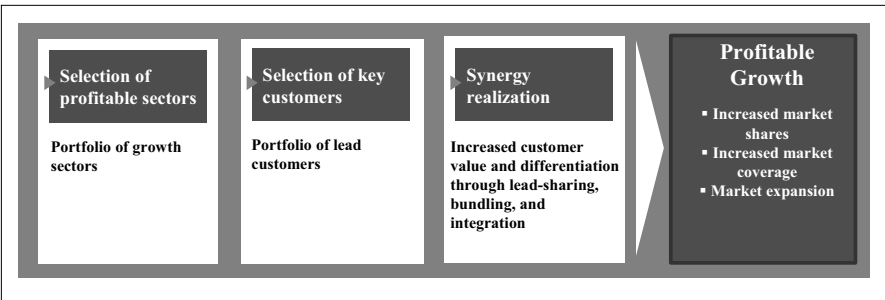 Selection of
profitable sectors
Portfolio of growth
sectors
Selection of key
customers
Portfolio of lead
customers
Synergy
realization
Increased customer
value and differentiation
through lead-sharing,
bundling, and
integration
Profitable
Growth
▪ Increased market
shares
▪ Increased market
coverage
▪ Market expansion